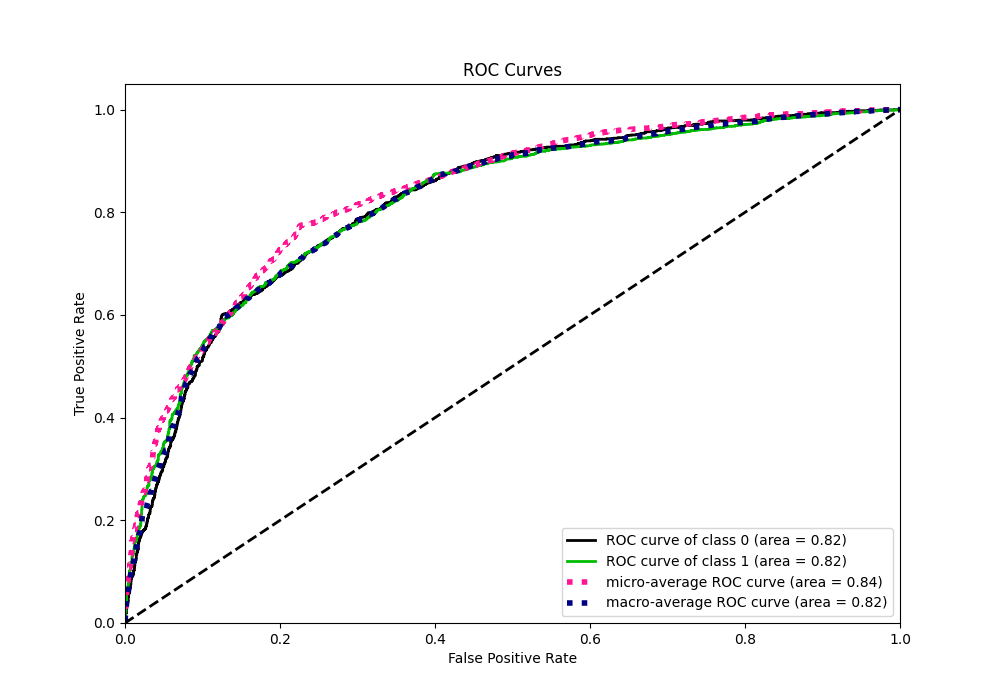 ROC Curves
True Positive Rate
1.0
0.8
0.6
0.4
0.2
0.0
ROC curve of class 0 (area = 0.82)
ROC curve of class 1 (area = 0.82)
micro-average ROC curve (area = 0.84)
macro-average ROC curve (area = 0.82)
0.0 0.2 0.4 0.6 0.8 1.0
False Positive Rate